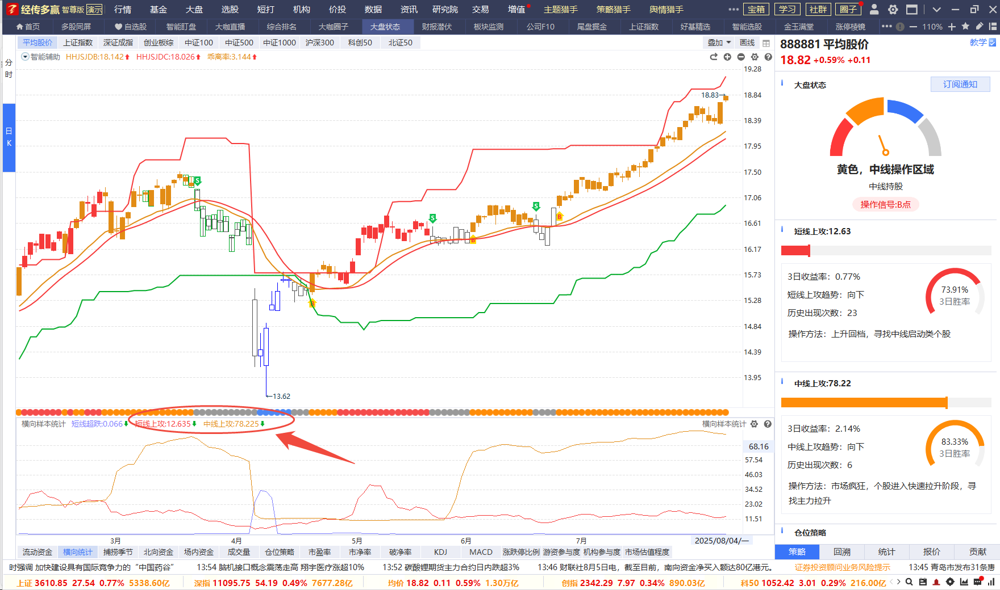 经传多赢 智尊版 演示 行情 基金 大盘 选股 短打 机构 价投 数据 资讯 研究院 交易 增值 主题猎手 策略猎手 舆情猎手 宝箱 学习 社群 圈子
首页 多股同屏 自选股 智能盯盘 大咖直播 综合排名 大咖圈子 大盘状态 财报潜伏 板块监测 公司F10 尾盘掘金 上证指数 好基精选 智能选股 金玉满堂 涨停棱镜 110%
平均股价 上证指数 深证成指 创业板综 中证100 中证500 中证1000 沪深300 科创50 北证50 叠加 画线
智能辅助 HHJSJDB:18.142 HHJSJDC:18.026 乖离率:3.144
分时
日K
19.28
18.84
18.39
17.95
17.50
17.06
16.61
16.17
15.73
15.28
14.84
14.39
13.95
18.83→
S
S
S
B
B
B
←13.62
横向样本统计 短线超跌:0.066 短线上攻:12.635 中线上攻:78.225 横向样本统计
68.16
57.54
46.03
34.52
23.02
11.51
3月 4月 5月 6月 7月 2025/08/04/一
流动资金 横向统计 捕捞季节 北向资金 场内资金 成交量 仓位策略 市盈率 市净率 破净率 KDJ MACD 涨跌停比例 游资参与度 机构参与度 市场估值程度
888881 平均股价 教学
18.82 +0.59% +0.11
大盘状态 订阅通知
黄色，中线操作区域
中线持股
操作信号:B点
短线上攻:12.63
3日收益率：0.77%
短线上攻趋势：向下
历史出现次数：23
73.91%
3日胜率
操作方法：上升回档，寻找中线启动类个股
中线上攻:78.22
3日收益率：2.14%
中线上攻趋势：向下
历史出现次数：6
83.33%
3日胜率
操作方法：市场疯狂，个股进入快速拉升阶段，寻
找主力拉升
仓位策略
策略 回溯 统计 报价 贡献
时强调 加快建设具有国际竞争力的“中国药谷” 13:54 脑机接口概念震荡走高 翔宇医疗涨超10% 13:52 碳酸锂期货主力合约日内跌超3% 13:46 财联社8月5日电，截至目前，南向资金净买入额达80亿港元。 证券投资顾问业务风险提示 13:45 青岛市发布31条惠
上证 3610.85 27.54 0.77% 5338.60亿 深指 11095.75 54.19 0.49% 7677.28亿 均价 18.82 0.11 0.59% 1.30万亿 创指 2342.29 7.97 0.34% 890.03亿 科50 1052.42 3.01 0.29% 216.00亿